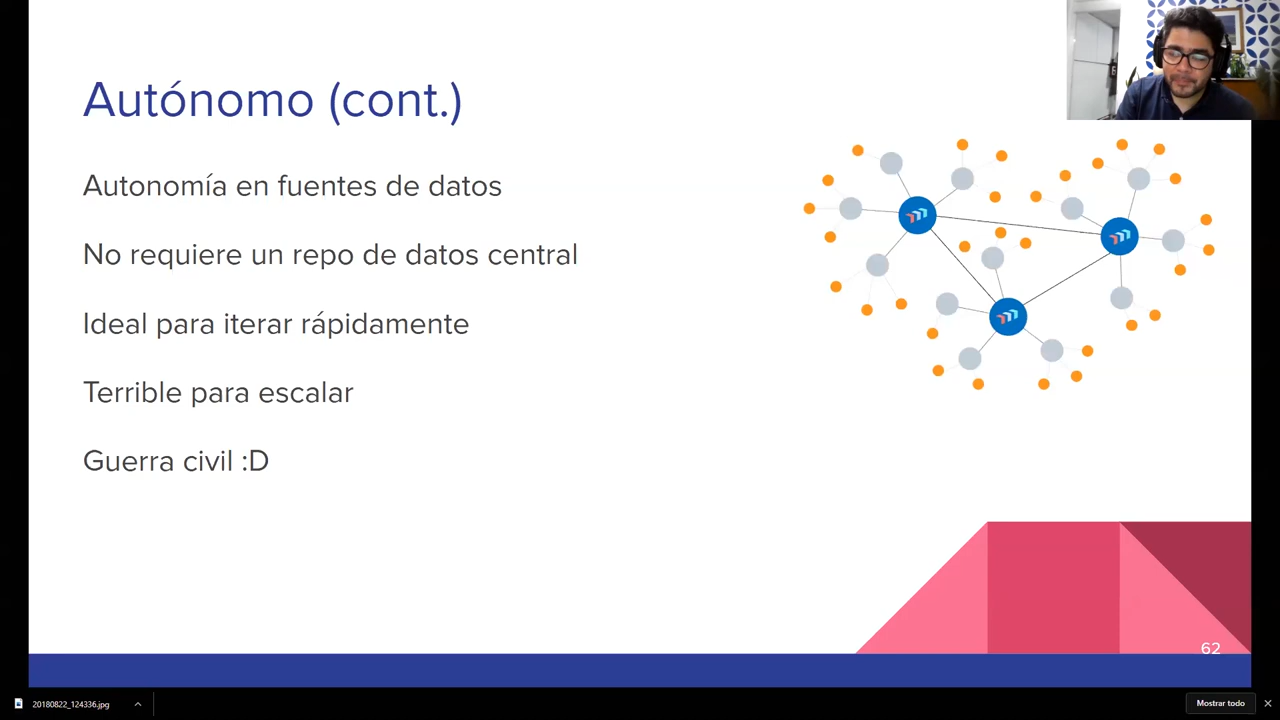 Autónomo (cont.)
Autonomía en fuentes de datos
No requiere un repo de datos central
Ideal para iterar rápidamente
Terrible para escalar
Guerra civil :D
62
20180822_124336.jpg
Mostrar todo